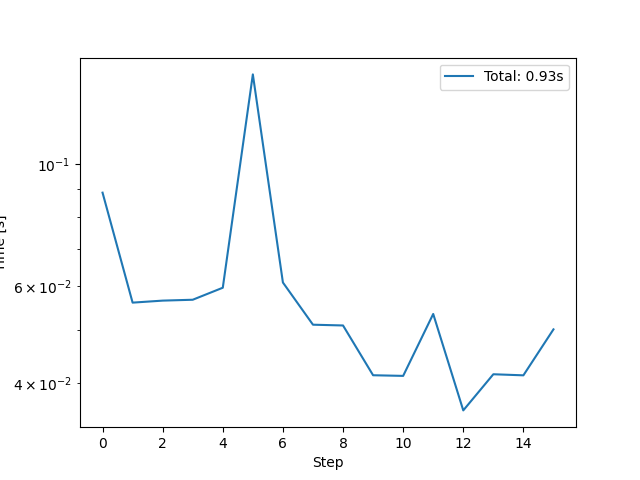 Total: 0.93s
10⁻¹
6 × 10⁻²
4 × 10⁻²
[s]
0 2 4 6 8 10 12 14
Step